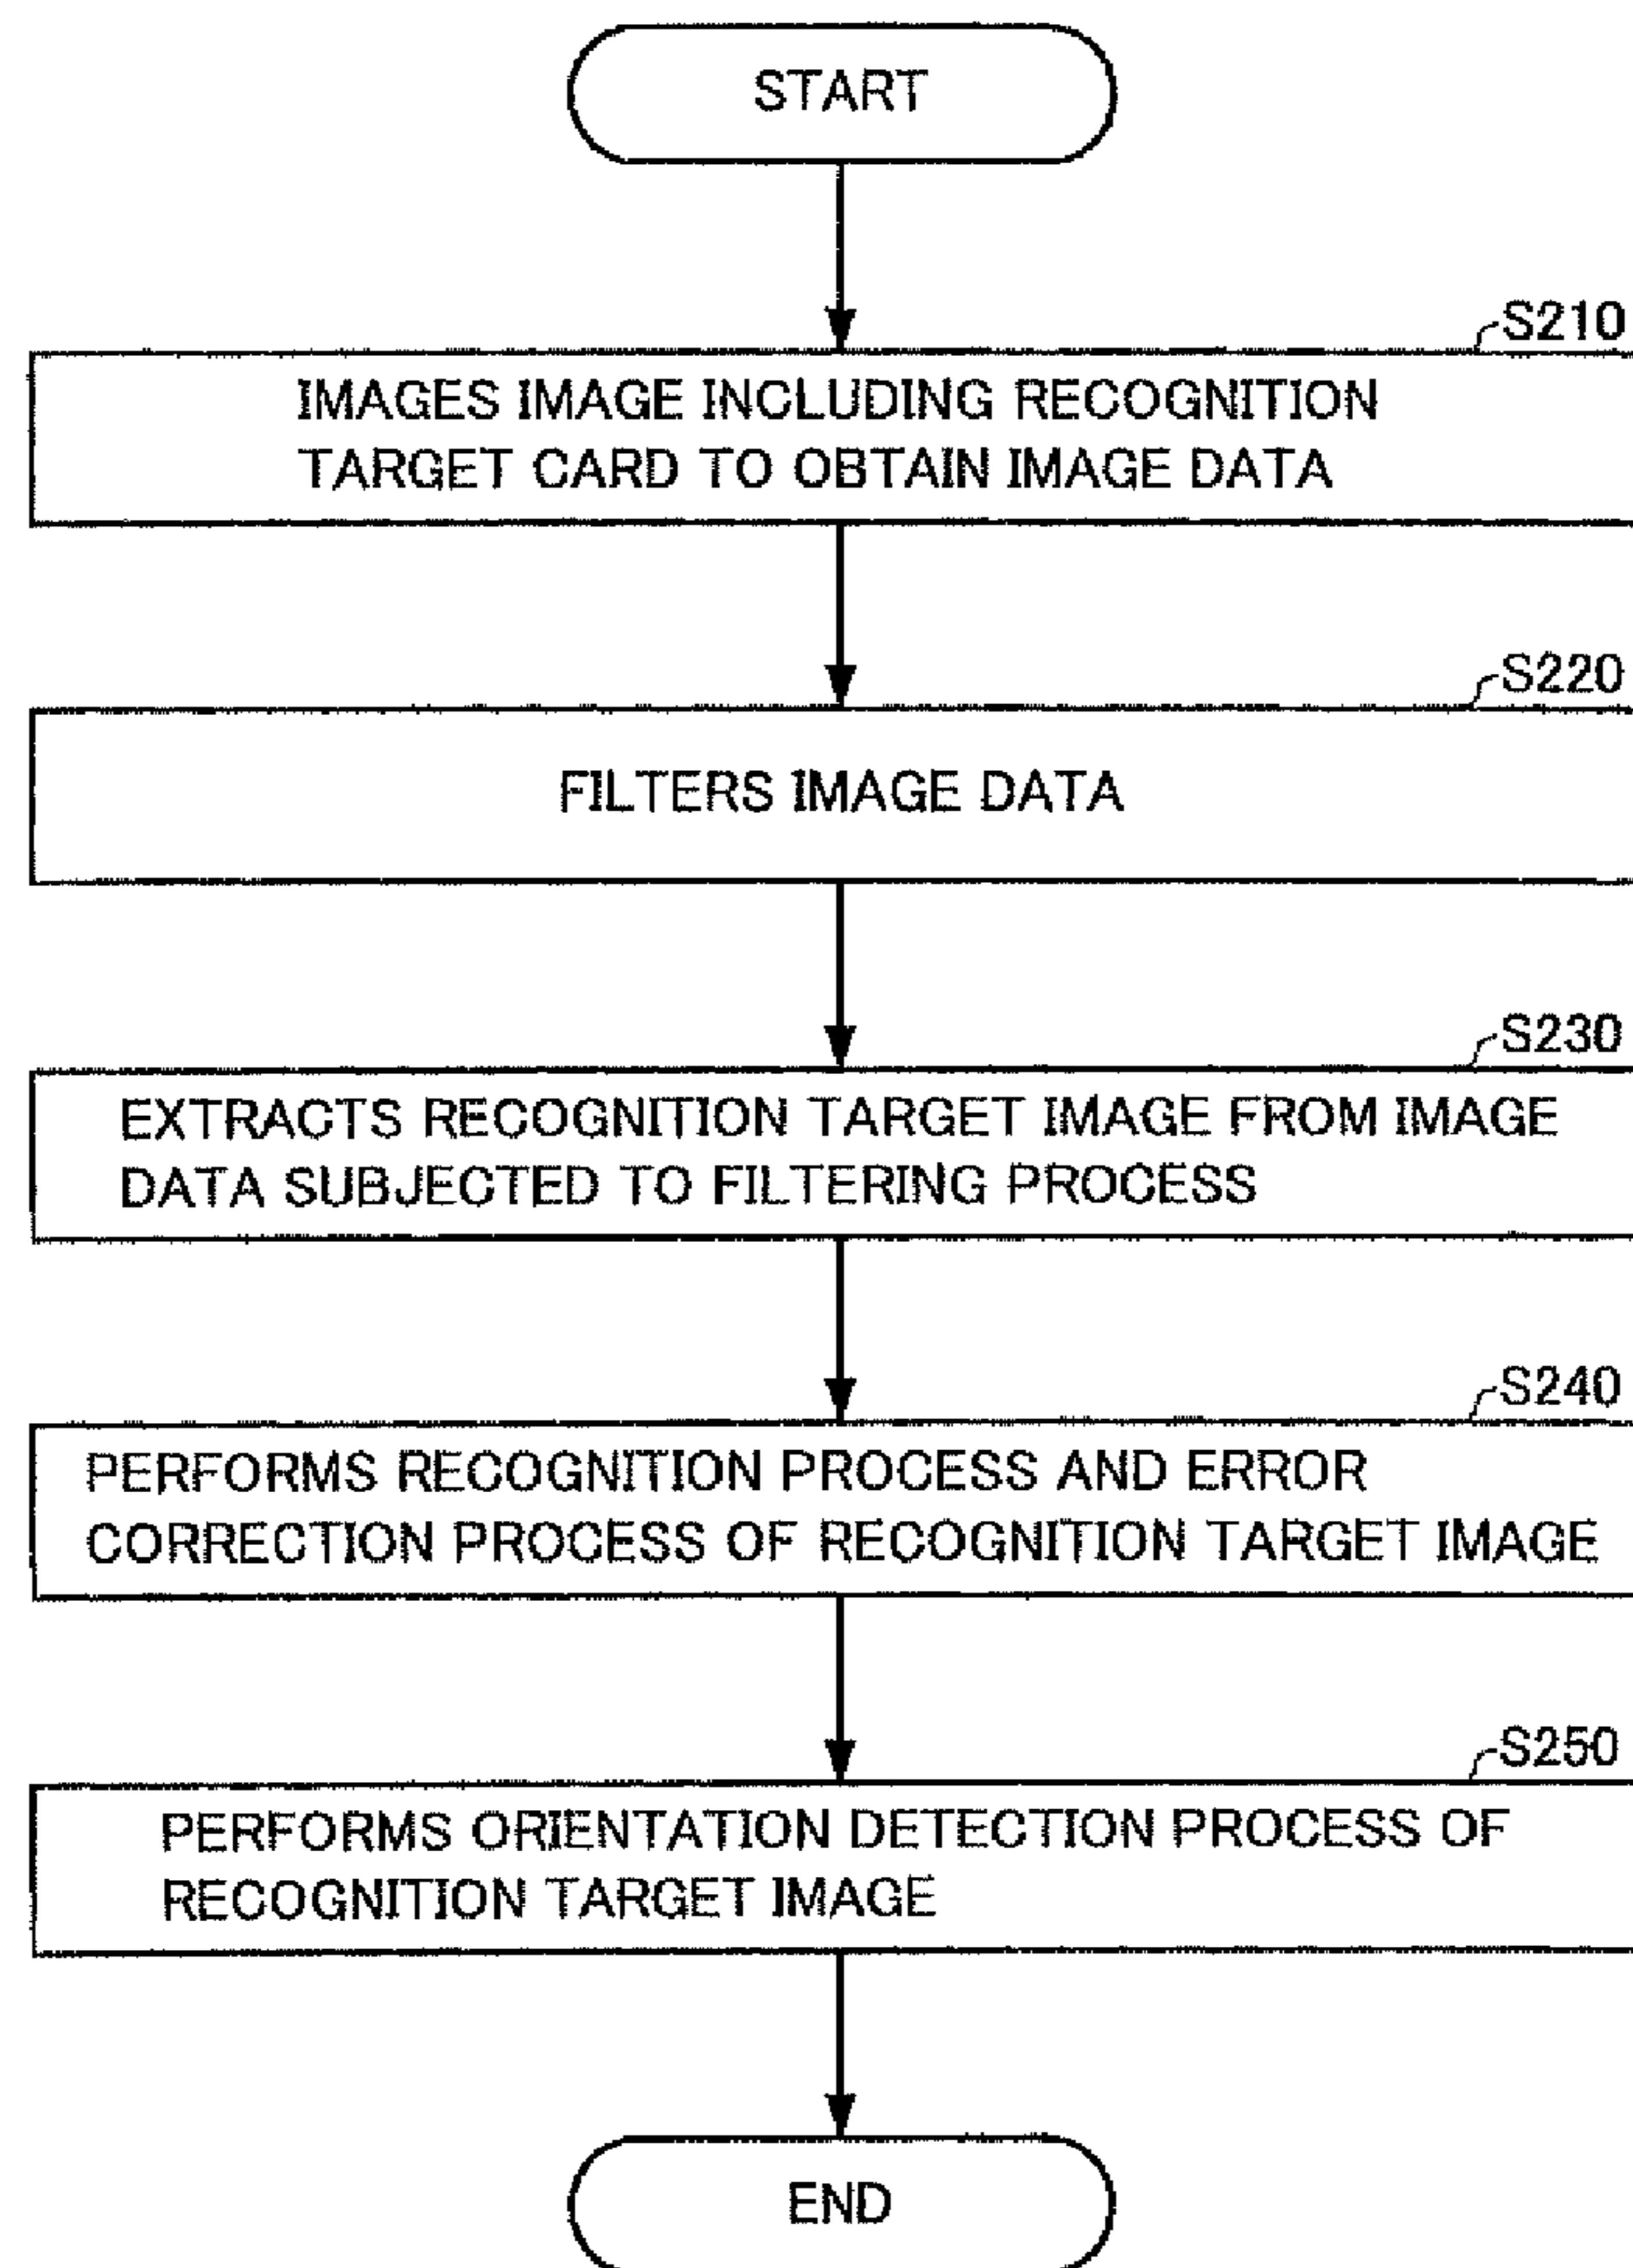 START
S210
IMAGES IMAGE INCLUDING RECOGNITION
TARGET CARD TO OBTAIN IMAGE DATA
S220
FILTERS IMAGE DATA
S230
EXTRACTS RECOGNITION TARGET IMAGE FROM IMAGE
DATA SUBJECTED TO FILTERING PROCESS
S240
PERFORMS RECOGNITION PROCESS AND ERROR
CORRECTION PROCESS OF RECOGNITION TARGET IMAGE
S250
PERFORMS ORIENTATION DETECTION PROCESS OF
RECOGNITION TARGET IMAGE
END